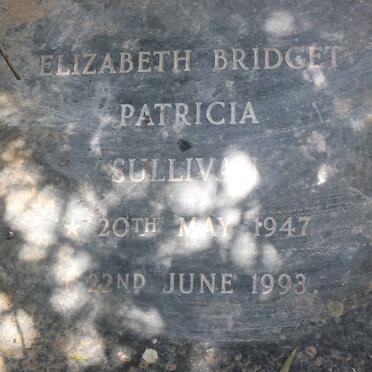 ELIZABETH BRIDGET
PATRICIA
SULLIVAN
★ 20TH MAY 1947
† 22ND JUNE 1993.